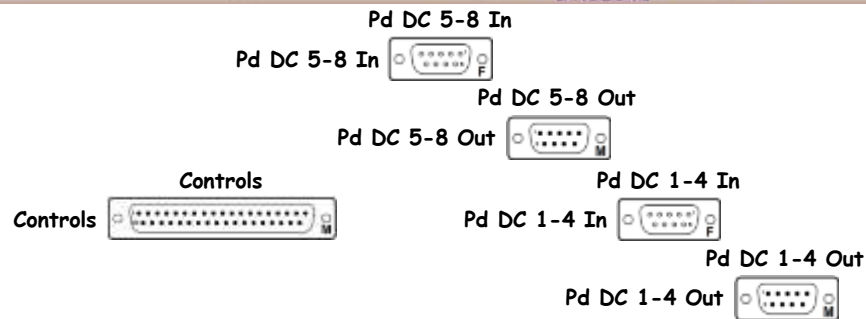 Pd DC 5-8 In
Pd DC 5-8 In
F
Pd DC 5-8 Out
Pd DC 5-8 Out
M
Controls
Controls
M
Pd DC 1-4 In
Pd DC 1-4 In
F
Pd DC 1-4 Out
Pd DC 1-4 Out
M